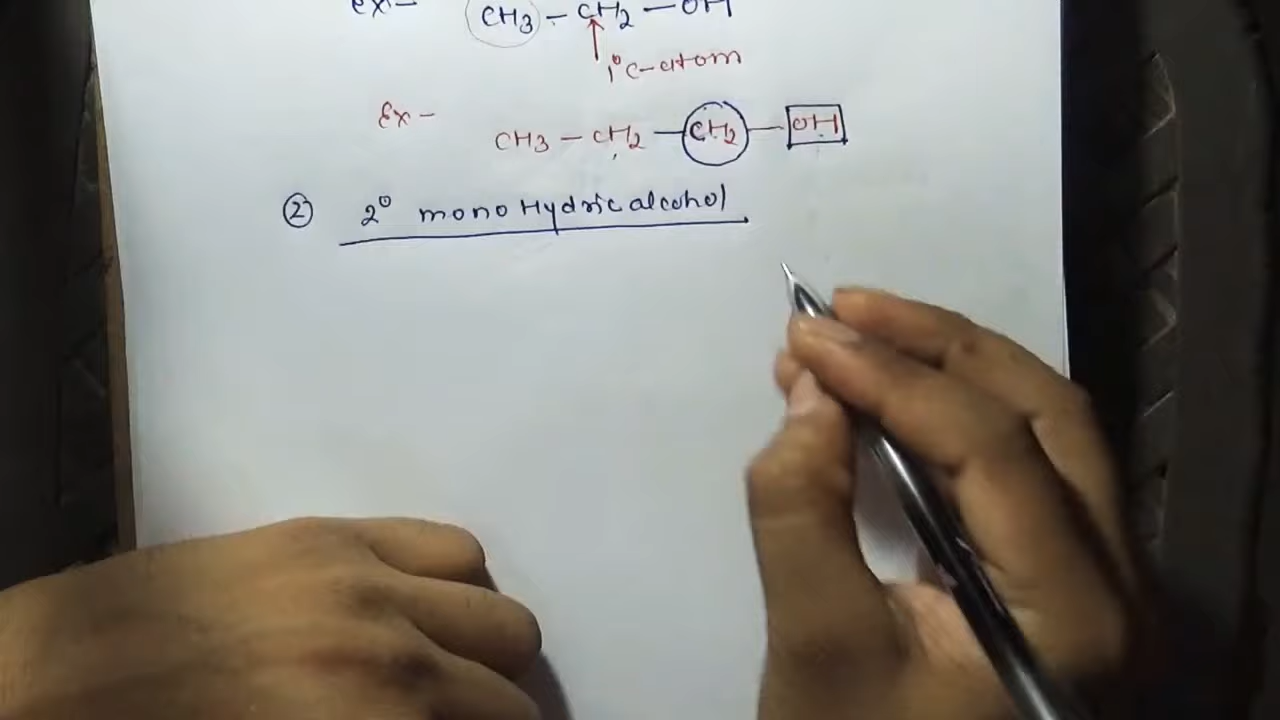 Ex- CH3 - CH2 - OH
1° C-atom
Ex - CH3 - CH2 - CH2 - OH
② 2° mono Hydric alcohol